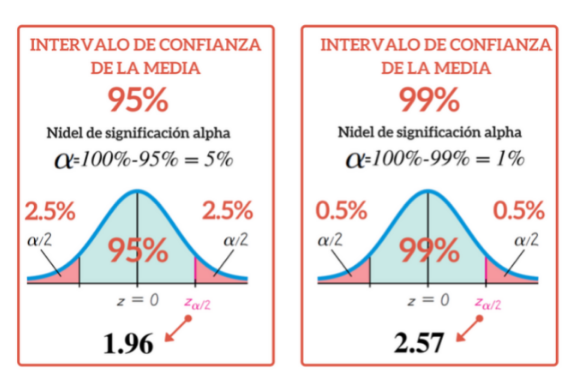 INTERVALO DE CONFIANZA
DE LA MEDIA
95%
Nidel de significación alpha
α=100%-95% = 5%
2.5%
2.5%
α/2
95%
α/2
z = 0
zα/2
1.96
INTERVALO DE CONFIANZA
DE LA MEDIA
99%
Nidel de significación alpha
α=100%-99% = 1%
0.5%
0.5%
α/2
99%
α/2
z = 0
zα/2
2.57